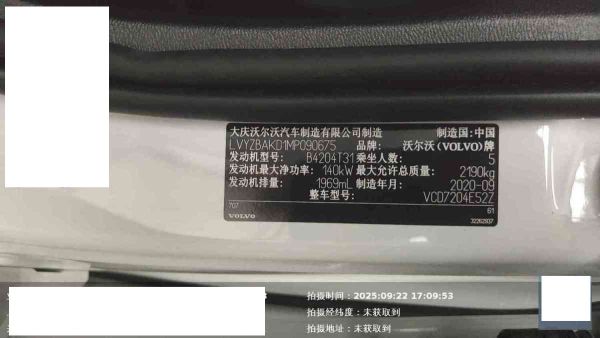 大庆沃尔沃汽车制造有限公司制造 制造国:中国
LVYZBAKD1MP090675 品牌: 沃尔沃(VOLVO)牌
发动机型号: B4204T31 乘坐人数: 5
发动机最大净功率: 140kW 最大允许总质量: 2190kg
发动机排量: 1969mL 制造年月: 2020-09
整车型号: VCD7204E52Z
707 61
VOLVO 32262937
拍摄时间:2025:09:22 17:09:53
拍摄经纬度:未获取到
拍摄地址:未获取到